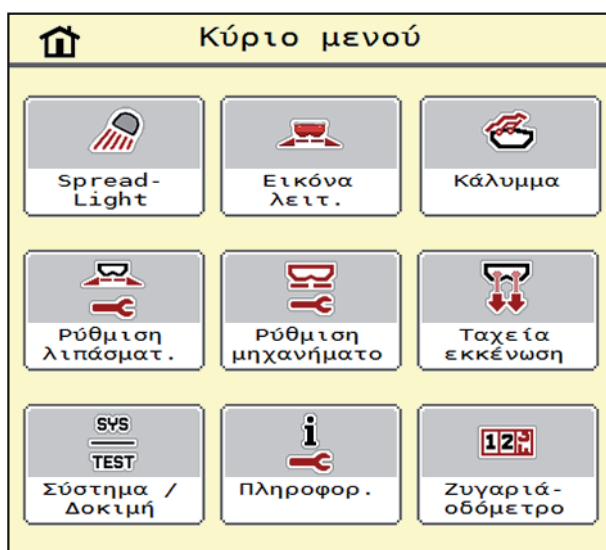 Κύριο μενού
Spread-
Light
Εικόνα
λειτ.
Κάλυμμα
Ρύθμιση
λιπάσματ.
Ρύθμιση
μηχανήματο
Ταχεία
εκκένωση
SYS
TEST
Σύστημα /
Δοκιμή
i
Πληροφορ.
12
Ζυγαριά-
οδόμετρο